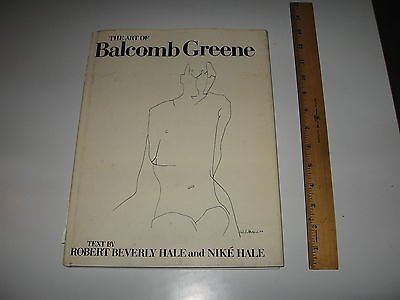 THE ART OF
Balcomb Greene
TEXT BY
ROBERT BEVERLY HALE and NIKÉ HALE